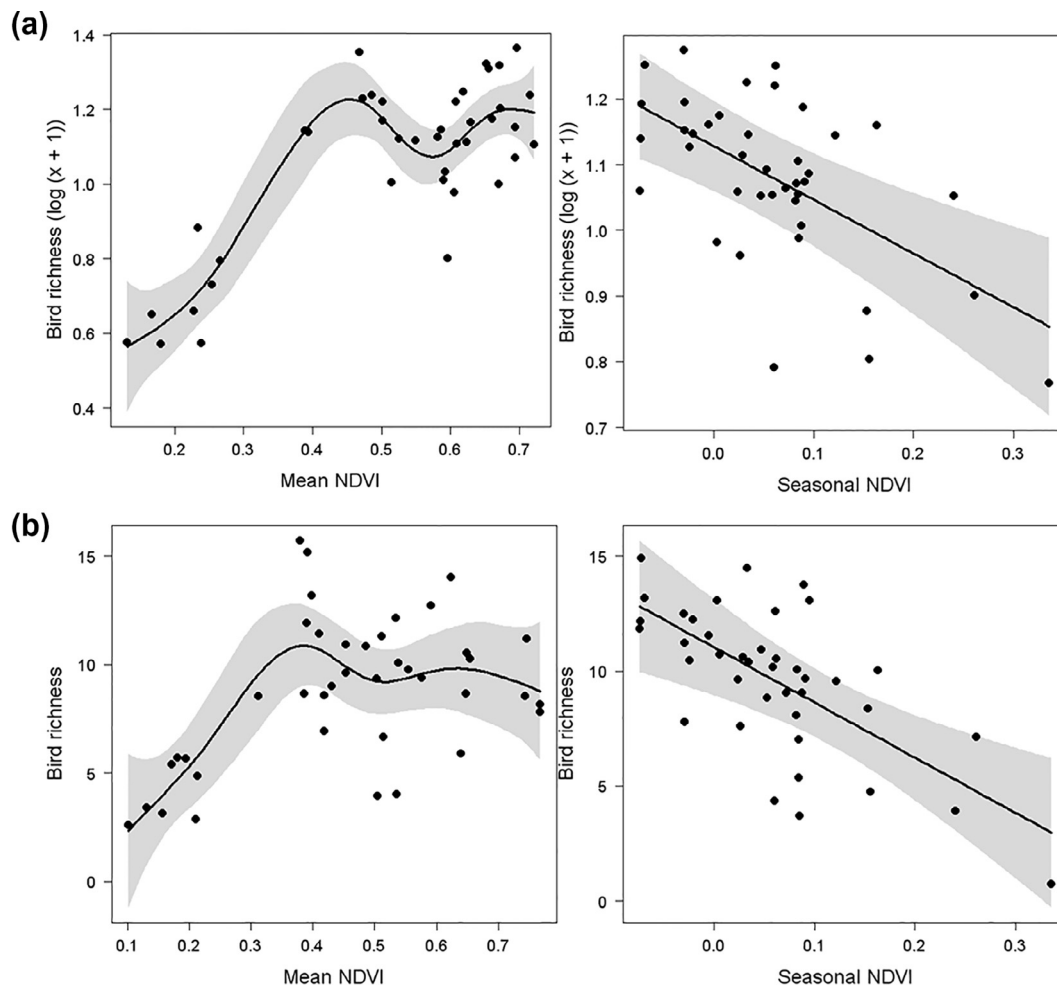 (a)
Bird richness (log (x + 1))
1.4
1.2
1.0
0.8
0.6
0.4
0.2 0.3 0.4 0.5 0.6 0.7
Mean NDVI
Bird richness (log (x + 1))
1.2
1.1
1.0
0.9
0.8
0.7
0.0 0.1 0.2 0.3
Seasonal NDVI
(b)
Bird richness
15
10
5
0
0.1 0.2 0.3 0.4 0.5 0.6 0.7
Mean NDVI
Bird richness
15
10
5
0
0.0 0.1 0.2 0.3
Seasonal NDVI